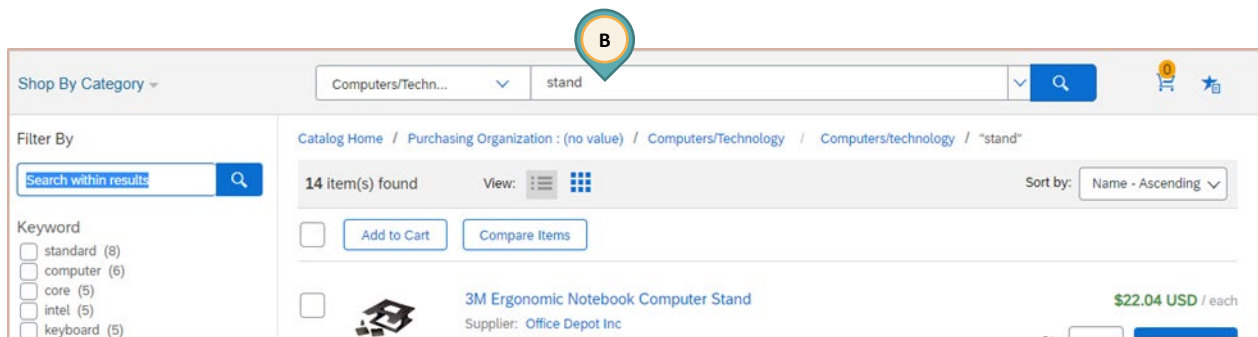 B
Shop By Category
Computers/Techn...
stand
0
Filter By
Catalog Home / Purchasing Organization : (no value) / Computers/Technology / Computers/technology / "stand"
Search within results
14 item(s) found
View:
Sort by:
Name - Ascending
Keyword
standard (8)
computer (6)
core (5)
intel (5)
keyboard (5)
Add to Cart
Compare Items
3M Ergonomic Notebook Computer Stand
$22.04 USD / each
Supplier: Office Depot Inc